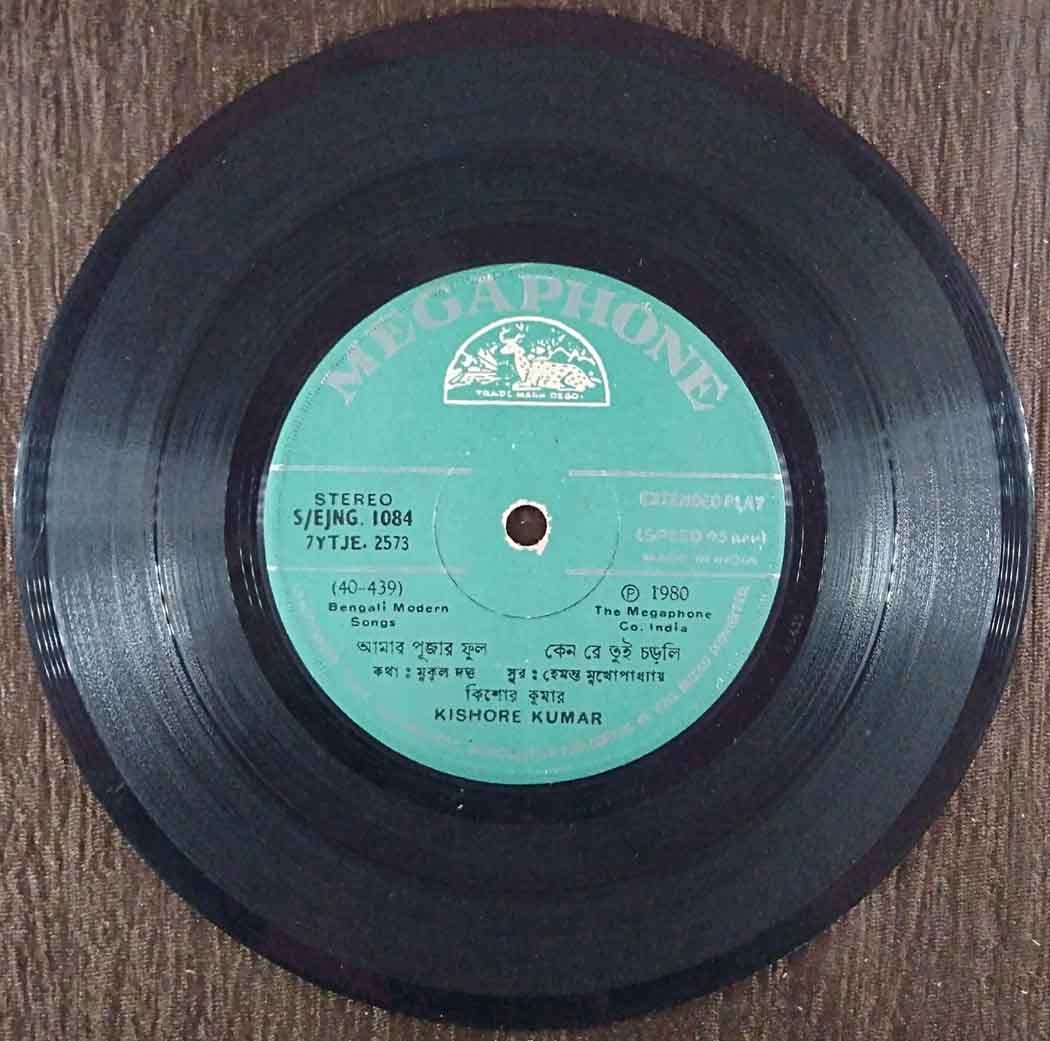 MEGAPHONE
TRADE MARK REGD.
STEREO
S/EJNG. 1084
7YTJE. 2573
EXTENDED PLAY
(SPEED 45 RPM)
MADE IN INDIA
(40-439)
Bengali Modern
Songs
℗ 1980
The Megaphone
Co. India
আমার পূজার ফুল কেন রে তুই চড়লি
কথা : মুকুল দত্ত সুর : হেমন্ত মুখোপাধ্যায়
কিশোর কুমার
KISHORE KUMAR